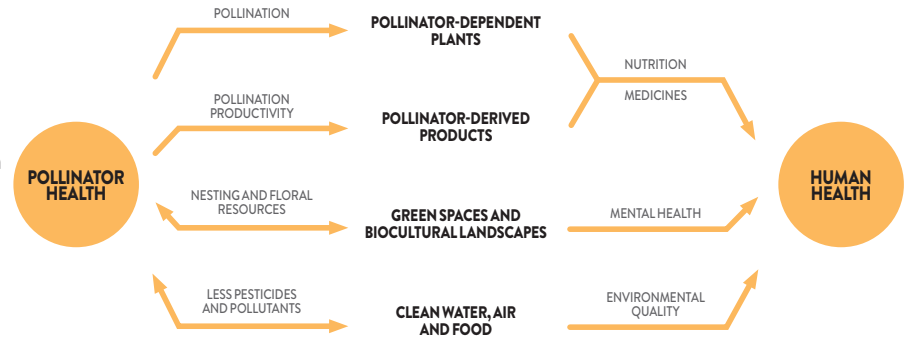 POLLINATION
POLLINATOR-DEPENDENT
PLANTS
NUTRITION
MEDICINES
POLLINATION
PRODUCTIVITY
POLLINATOR-DERIVED
PRODUCTS
POLLINATOR
HEALTH
HUMAN
HEALTH
NESTING AND FLORAL
RESOURCES
GREEN SPACES AND
BIOCULTURAL LANDSCAPES
MENTAL HEALTH
LESS PESTICIDES
AND POLLUTANTS
CLEAN WATER, AIR
AND FOOD
ENVIRONMENTAL
QUALITY